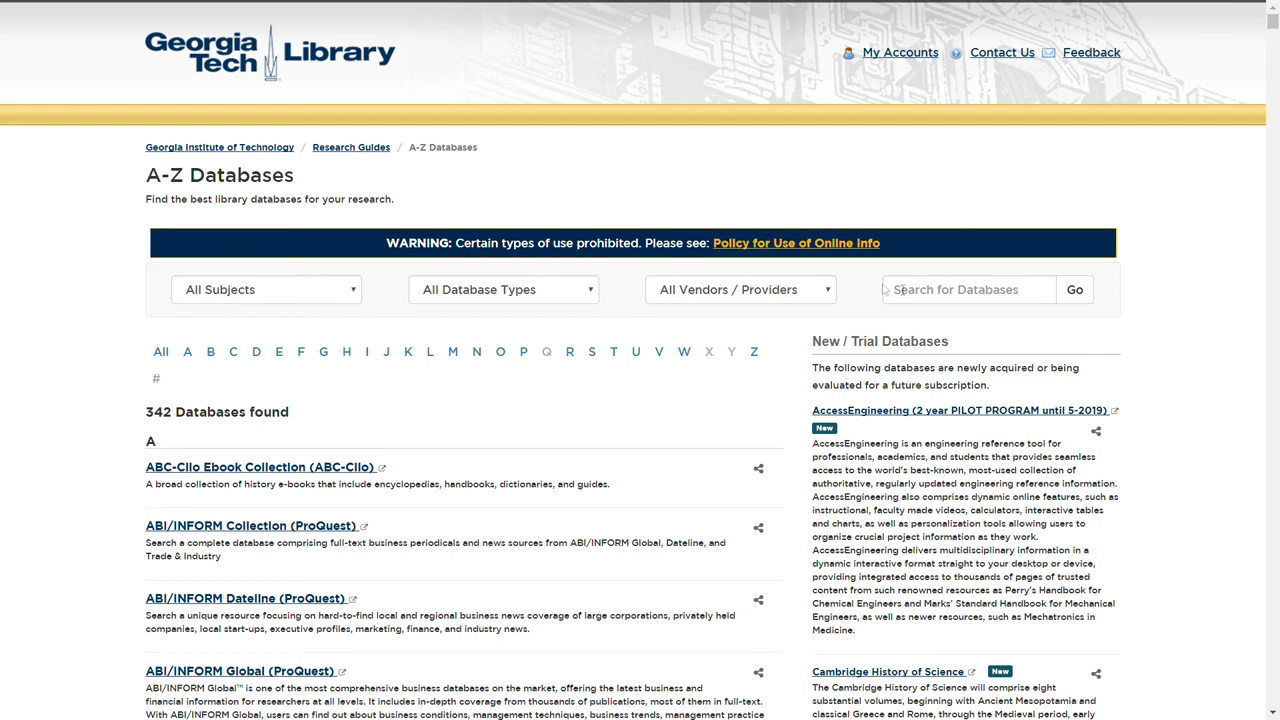 Georgia Tech Library
My Accounts Contact Us Feedback
Georgia Institute of Technology / Research Guides / A-Z Databases
A-Z Databases
Find the best library databases for your research.
WARNING: Certain types of use prohibited. Please see: Policy for Use of Online Info
All Subjects All Database Types All Vendors / Providers Search for Databases Go
All A B C D E F G H I J K L M N O P Q R S T U V W X Y Z
#
342 Databases found
A
ABC-Clio Ebook Collection (ABC-Clio)
A broad collection of history e-books that include encyclopedias, handbooks, dictionaries, and guides.
ABI/INFORM Collection (ProQuest)
Search a complete database comprising full-text business periodicals and news sources from ABI/INFORM Global, Dateline, and
Trade & Industry
ABI/INFORM Dateline (ProQuest)
Search a unique resource focusing on hard-to-find local and regional business news coverage of large corporations, privately held
companies, local start-ups, executive profiles, marketing, finance, and industry news.
ABI/INFORM Global (ProQuest)
ABI/INFORM Global™ is one of the most comprehensive business databases on the market, offering the latest business and
financial information for researchers at all levels. It includes in-depth coverage from thousands of publications, most of them in full-text.
With ABI/INFORM Global, users can find out about business conditions, management techniques, business trends, management practice
New / Trial Databases
The following databases are newly acquired or being
evaluated for a future subscription.
AccessEngineering (2 year PILOT PROGRAM until 5-2019)
New
AccessEngineering is an engineering reference tool for
professionals, academics, and students that provides seamless
access to the world's best-known, most-used collection of
authoritative, regularly updated engineering reference information.
AccessEngineering also comprises dynamic online features, such as
instructional, faculty made videos, calculators, interactive tables
and charts, as well as personalization tools allowing users to
organize crucial project information as they work.
AccessEngineering delivers multidisciplinary information in a
dynamic interactive format straight to your desktop or device,
providing integrated access to thousands of pages of trusted
content from such renowned resources as Perry's Handbook for
Chemical Engineers and Marks' Standard Handbook for Mechanical
Engineers, as well as newer resources, such as Mechatronics in
Medicine.
Cambridge History of Science New
The Cambridge History of Science will comprise eight
substantial volumes, beginning with Ancient Mesopotamia and
classical Greece and Rome, through the Medieval period, early